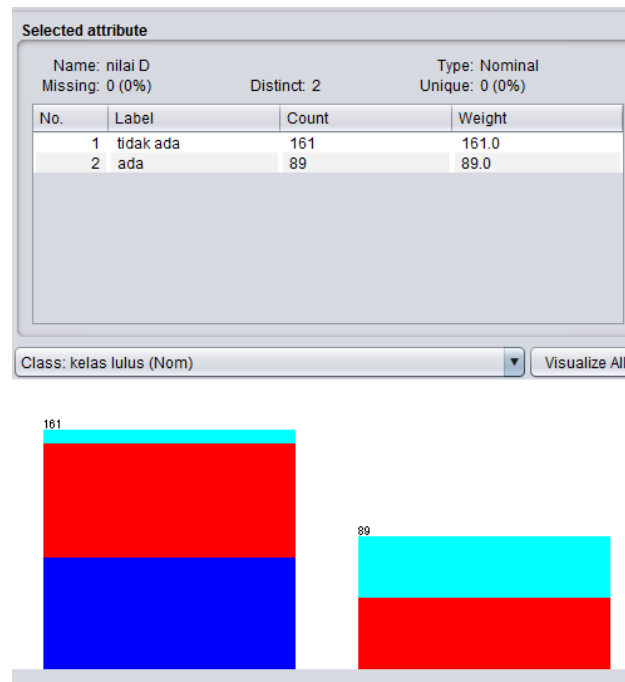 Selected attribute
Name: nilai D Type: Nominal
Missing: 0 (0%) Distinct: 2 Unique: 0 (0%)
No. Label Count Weight
1 tidak ada 161 161.0
2 ada 89 89.0
Class: kelas lulus (Nom) Visualize All
161
89